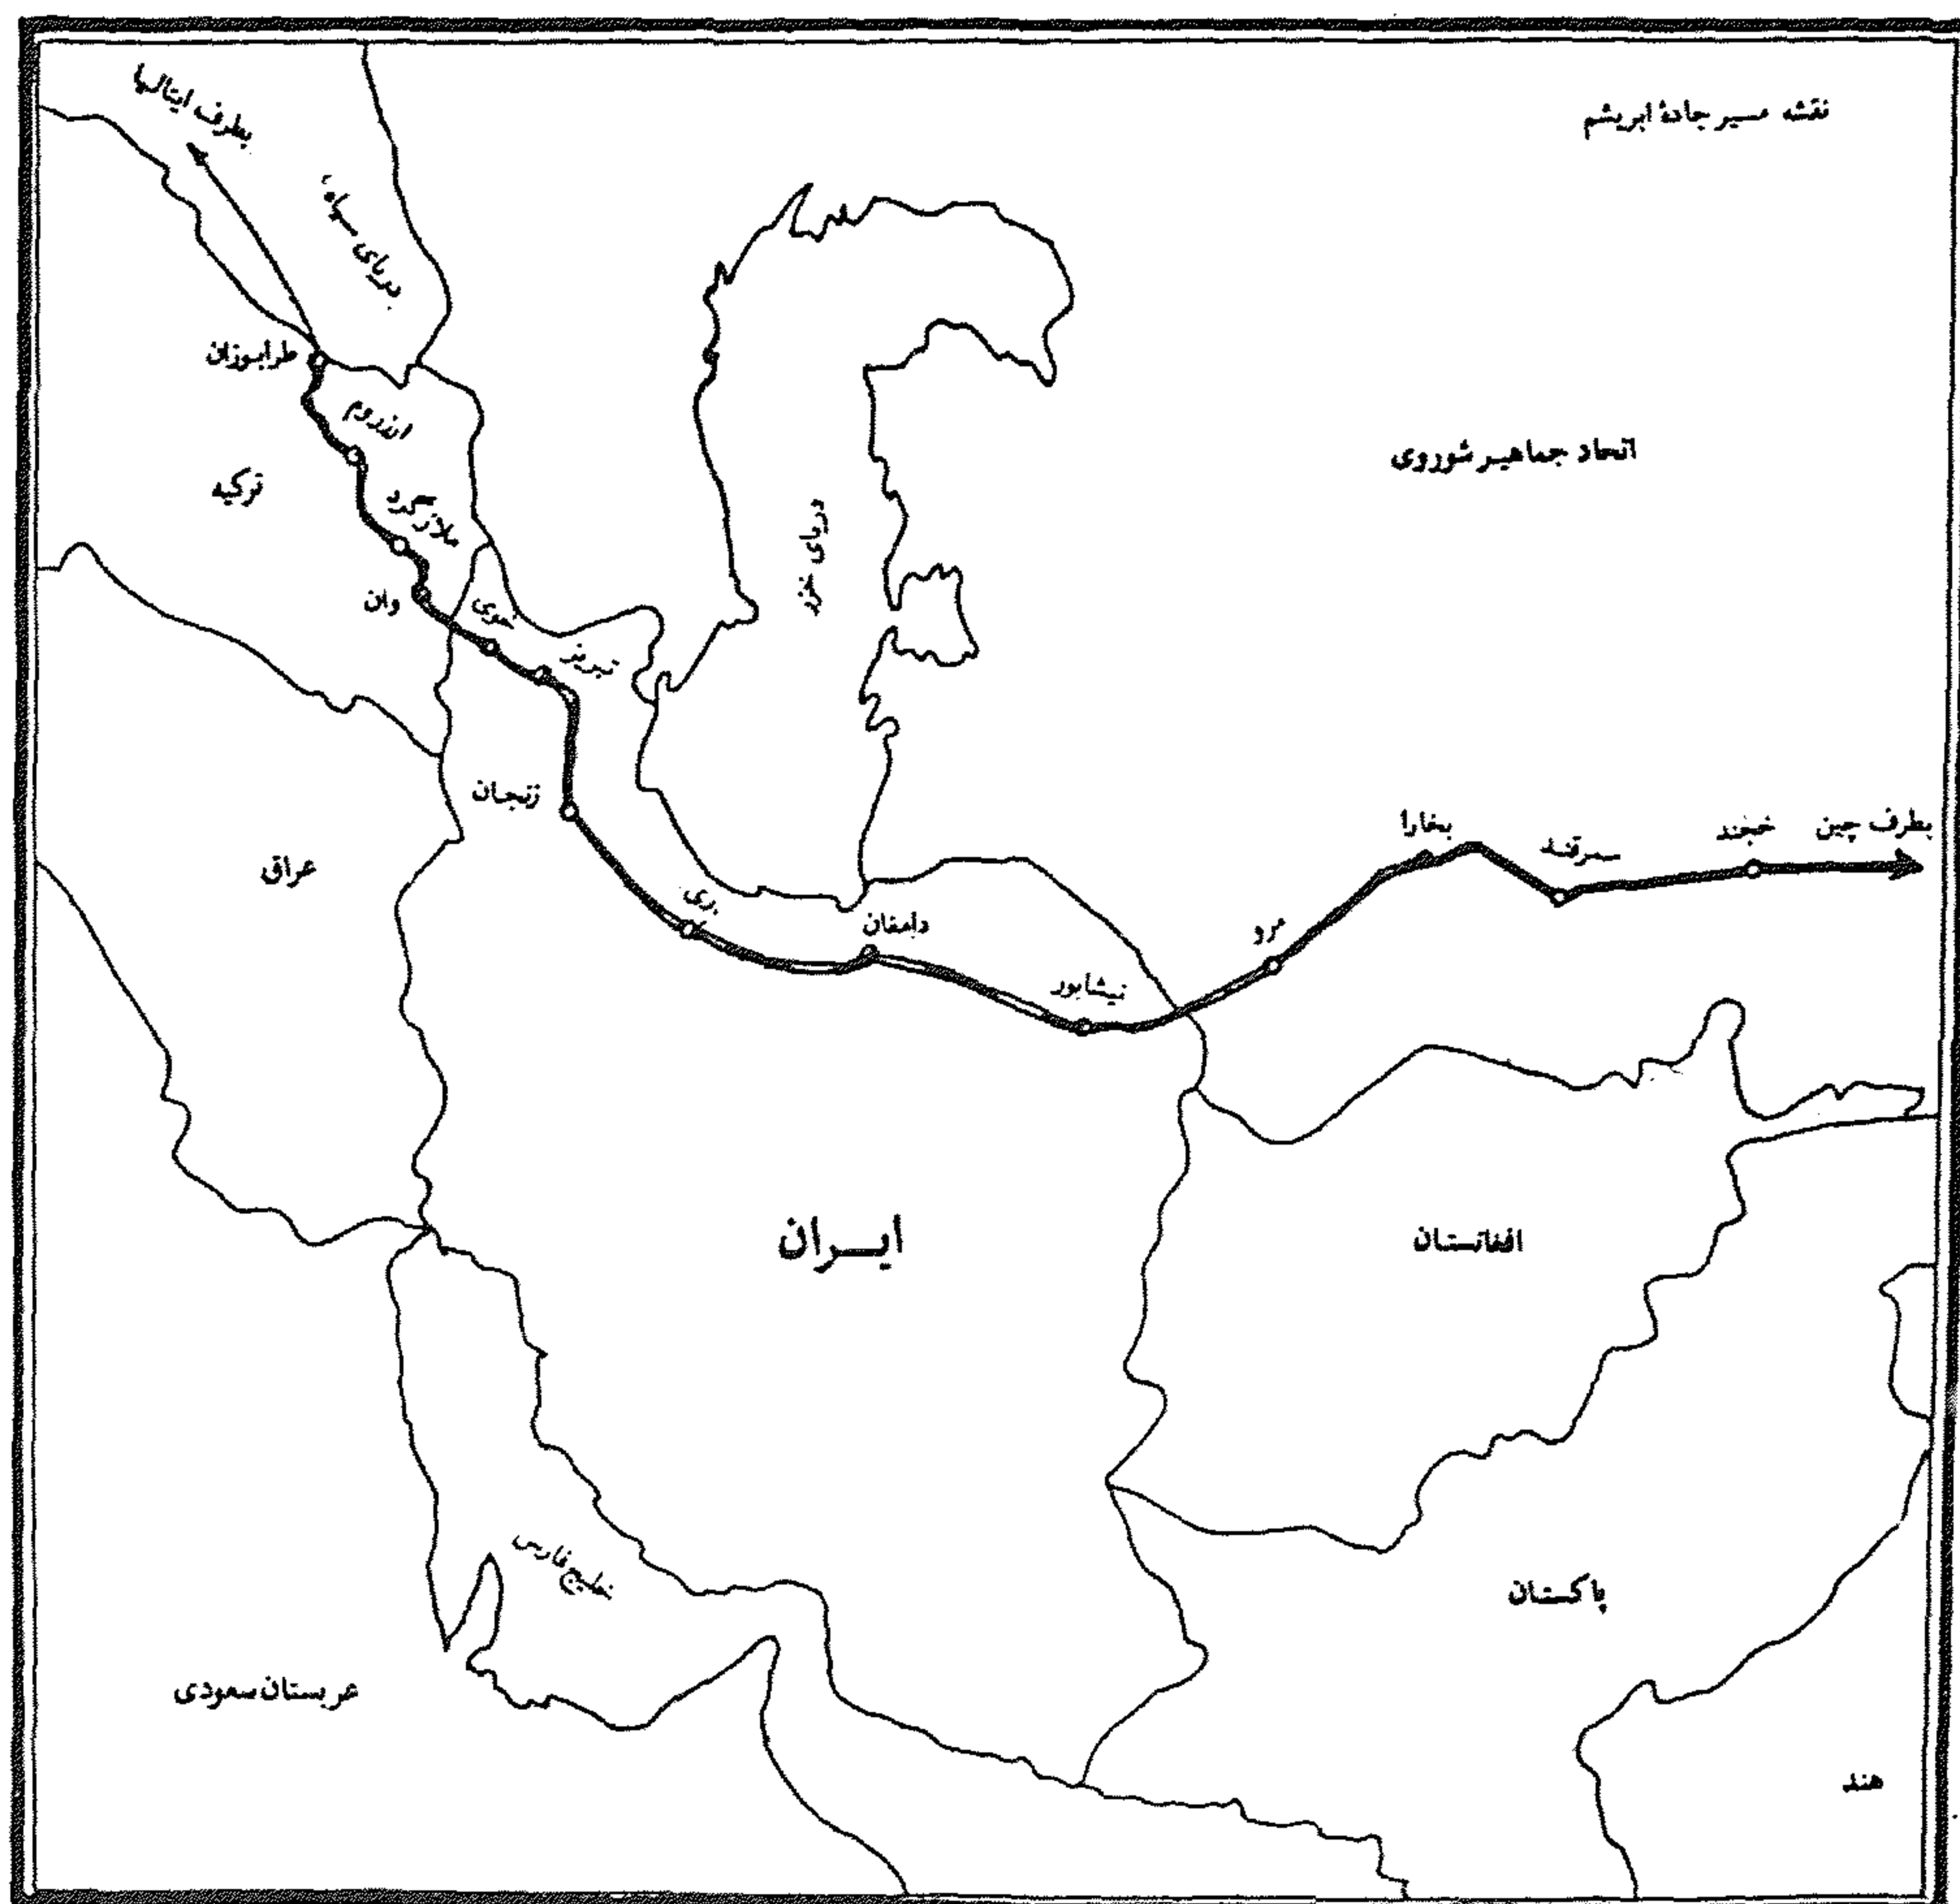 نقشه مسیر جادهٔ ابریشم
بطرف ایتالیا
دریای سیاه
طرابوزان
ارزروم
ترکیه
ملازگرد
وان
خوی
تبریز
دریای خزر
اتحاد جماهیر شوروی
زنجان
عراق
ری
دامغان
نیشابور
مرو
بخارا
سمرقند
خجند
بطرف چین
ایران
افغانستان
خلیج فارس
پاکستان
عربستان سعودی
هند